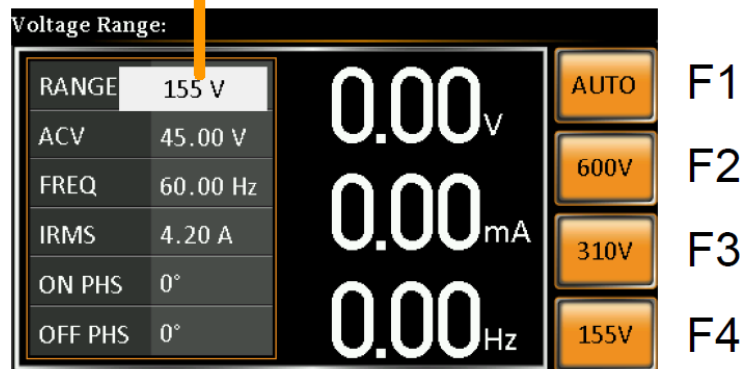 Voltage Range:
RANGE 155 V
ACV 45.00 V
FREQ 60.00 Hz
IRMS 4.20 A
ON PHS 0°
OFF PHS 0°
0.00V
0.00mA
0.00Hz
AUTO F1
600V F2
310V F3
155V F4